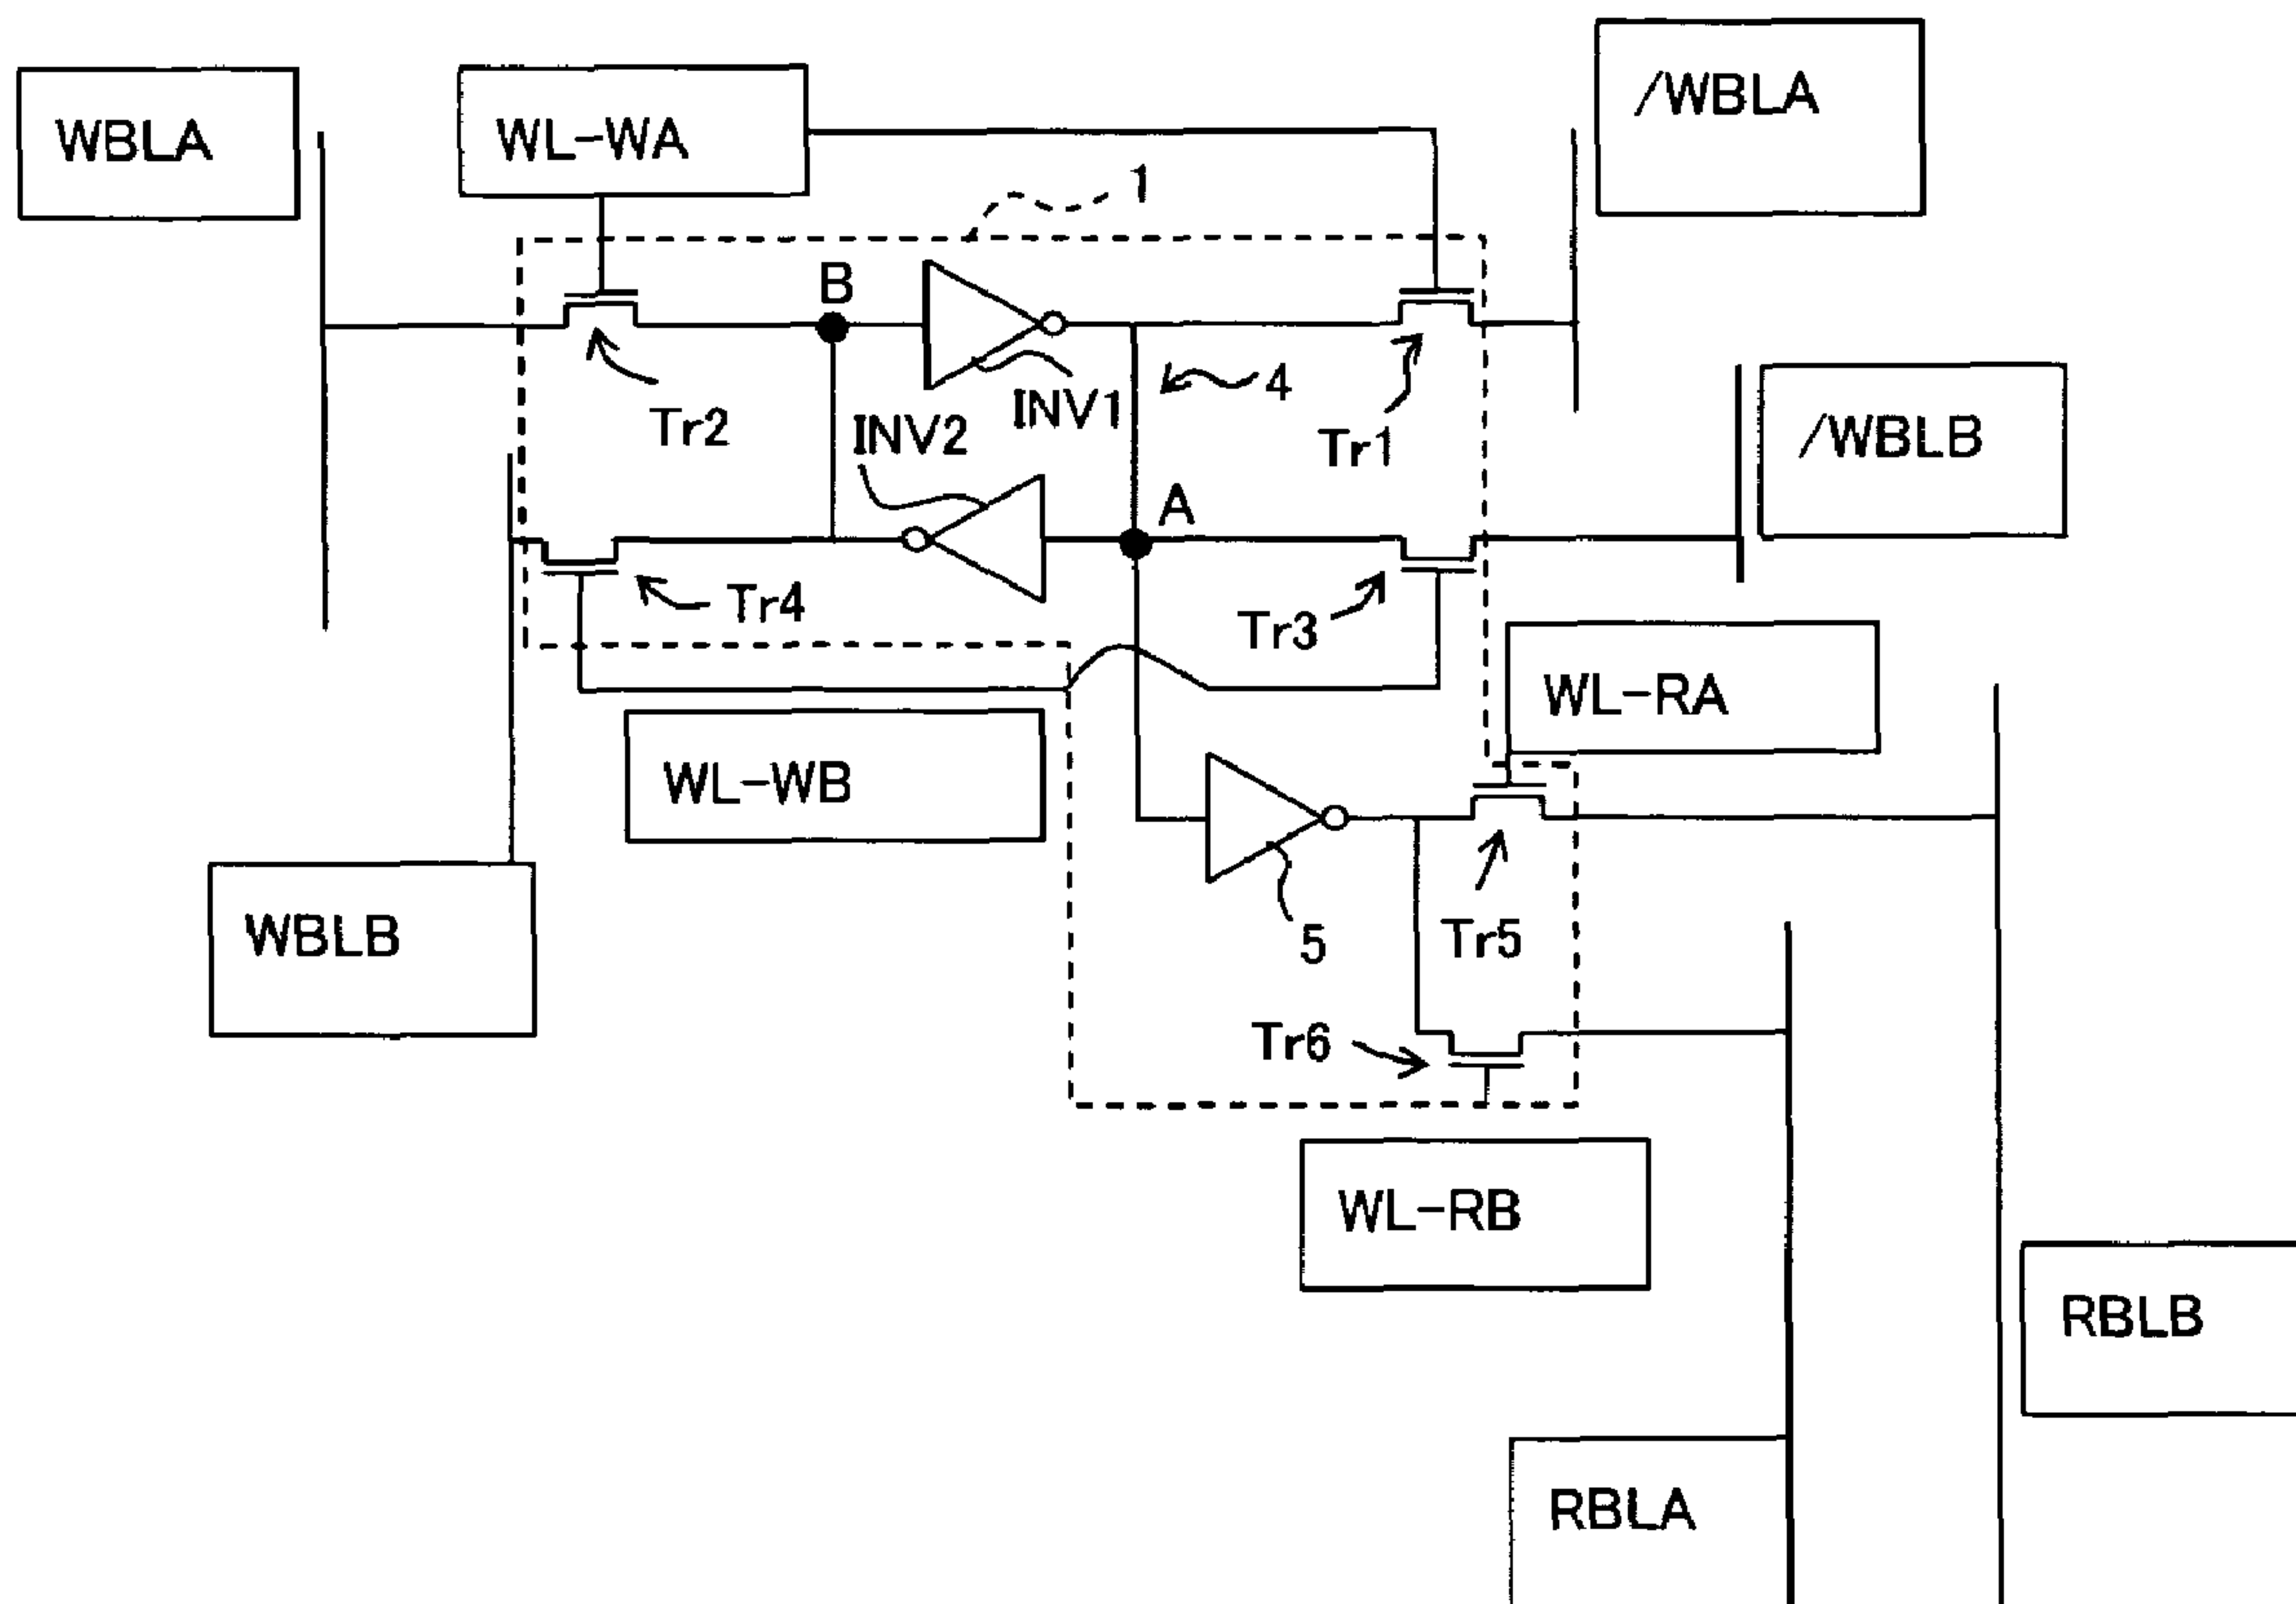 /WBLA
WBLA
WL-WA
1
B
4
INV1
Tr2
INV2
Tr1
/WBLB
A
Tr4
Tr3
WL-RA
WL-WB
WBLB
5
Tr5
Tr6
WL-RB
RBLB
RBLA